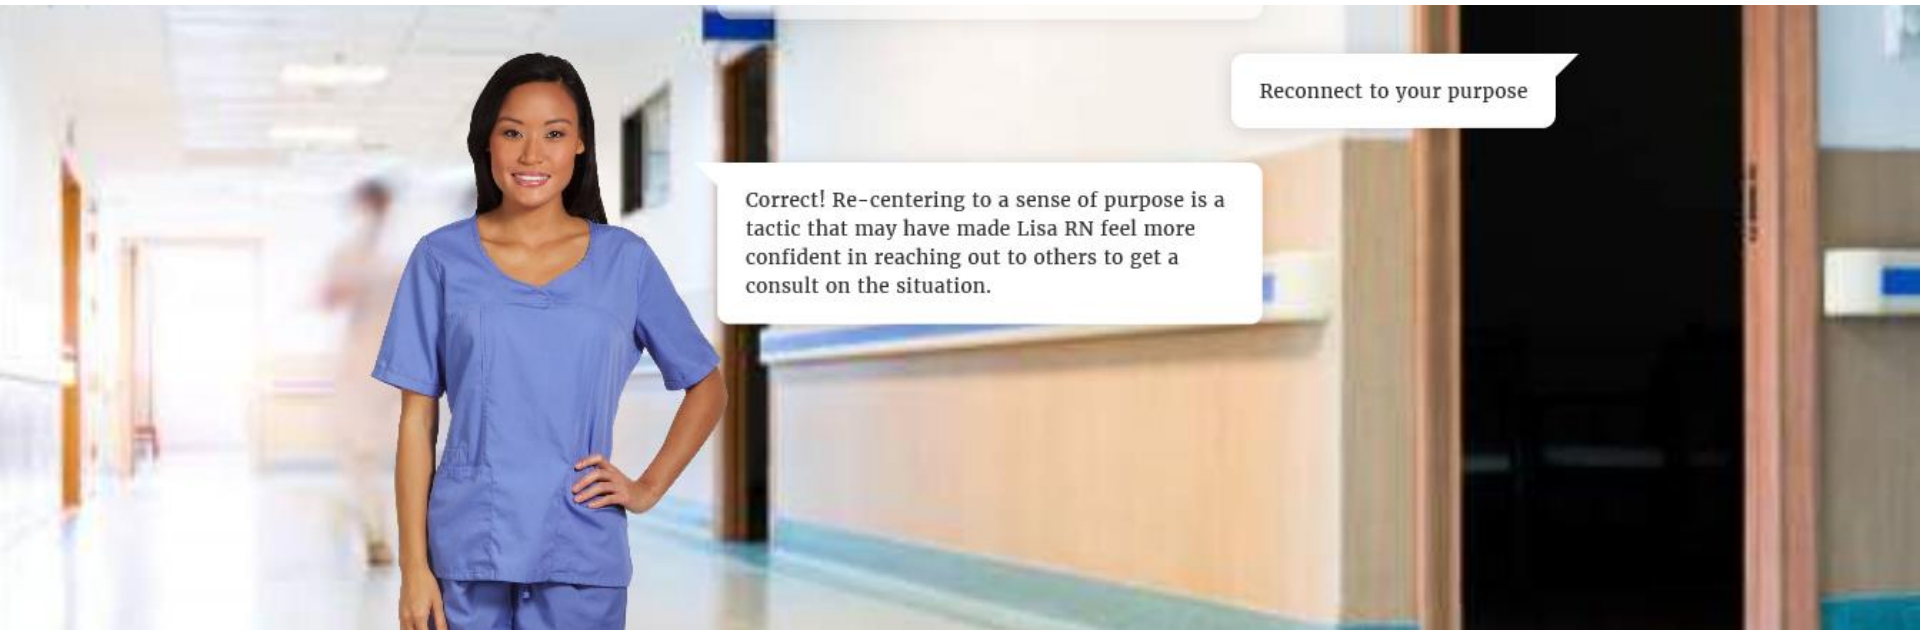 Reconnect to your purpose
Correct! Re-centering to a sense of purpose is a
tactic that may have made Lisa RN feel more
confident in reaching out to others to get a
consult on the situation.